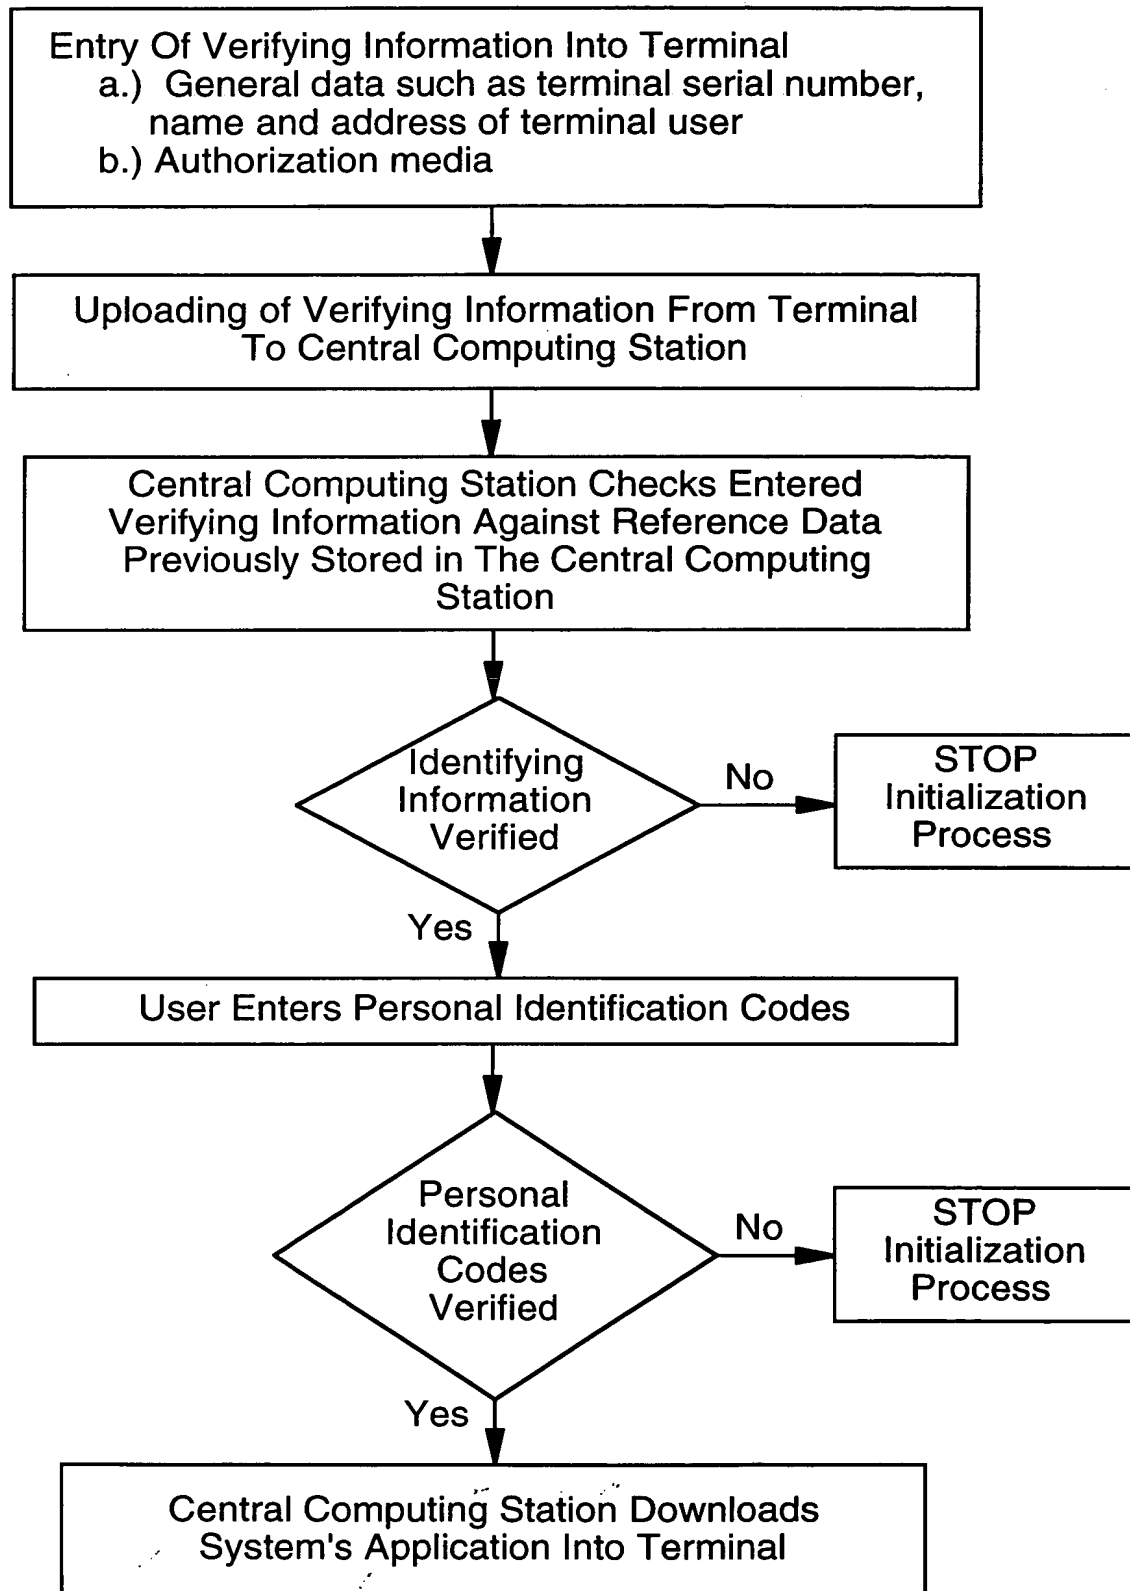 Entry Of Verifying Information Into Terminal
a.) General data such as terminal serial number,
name and address of terminal user
b.) Authorization media
Uploading of Verifying Information From Terminal
To Central Computing Station
Central Computing Station Checks Entered
Verifying Information Against Reference Data
Previously Stored in The Central Computing
Station
Identifying
Information
Verified
No
STOP
Initialization
Process
Yes
User Enters Personal Identification Codes
Personal
Identification
Codes
Verified
No
STOP
Initialization
Process
Yes
Central Computing Station Downloads
System's Application Into Terminal